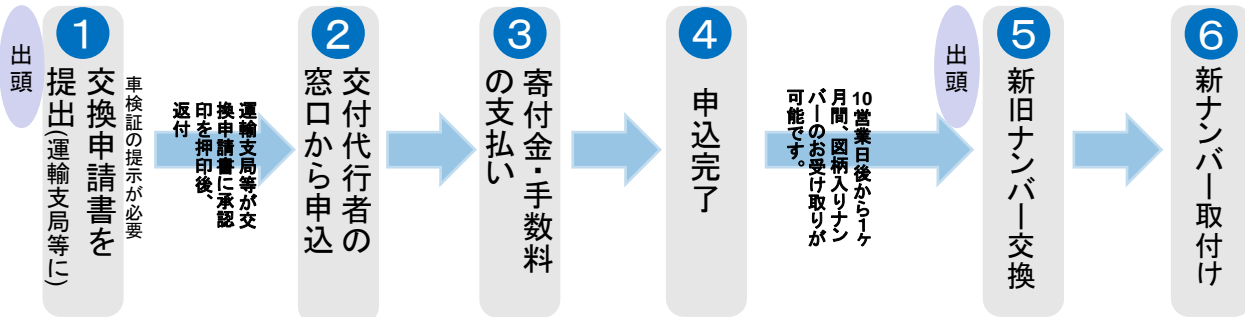 出頭
1
交換申請書を
提出(運輸支局等に)
車検証の提示が必要
運輸支局等が交
換申請書に承認
印を押印後、
返付
2
交付代行者の
窓口から申込
3
寄付金・手数料
の支払い
4
申込完了
10営業日後から1ヶ
月間、図柄入りナン
バーのお受け取りが
可能です。
出頭
5
新旧ナンバー交換
6
新ナンバー取付け